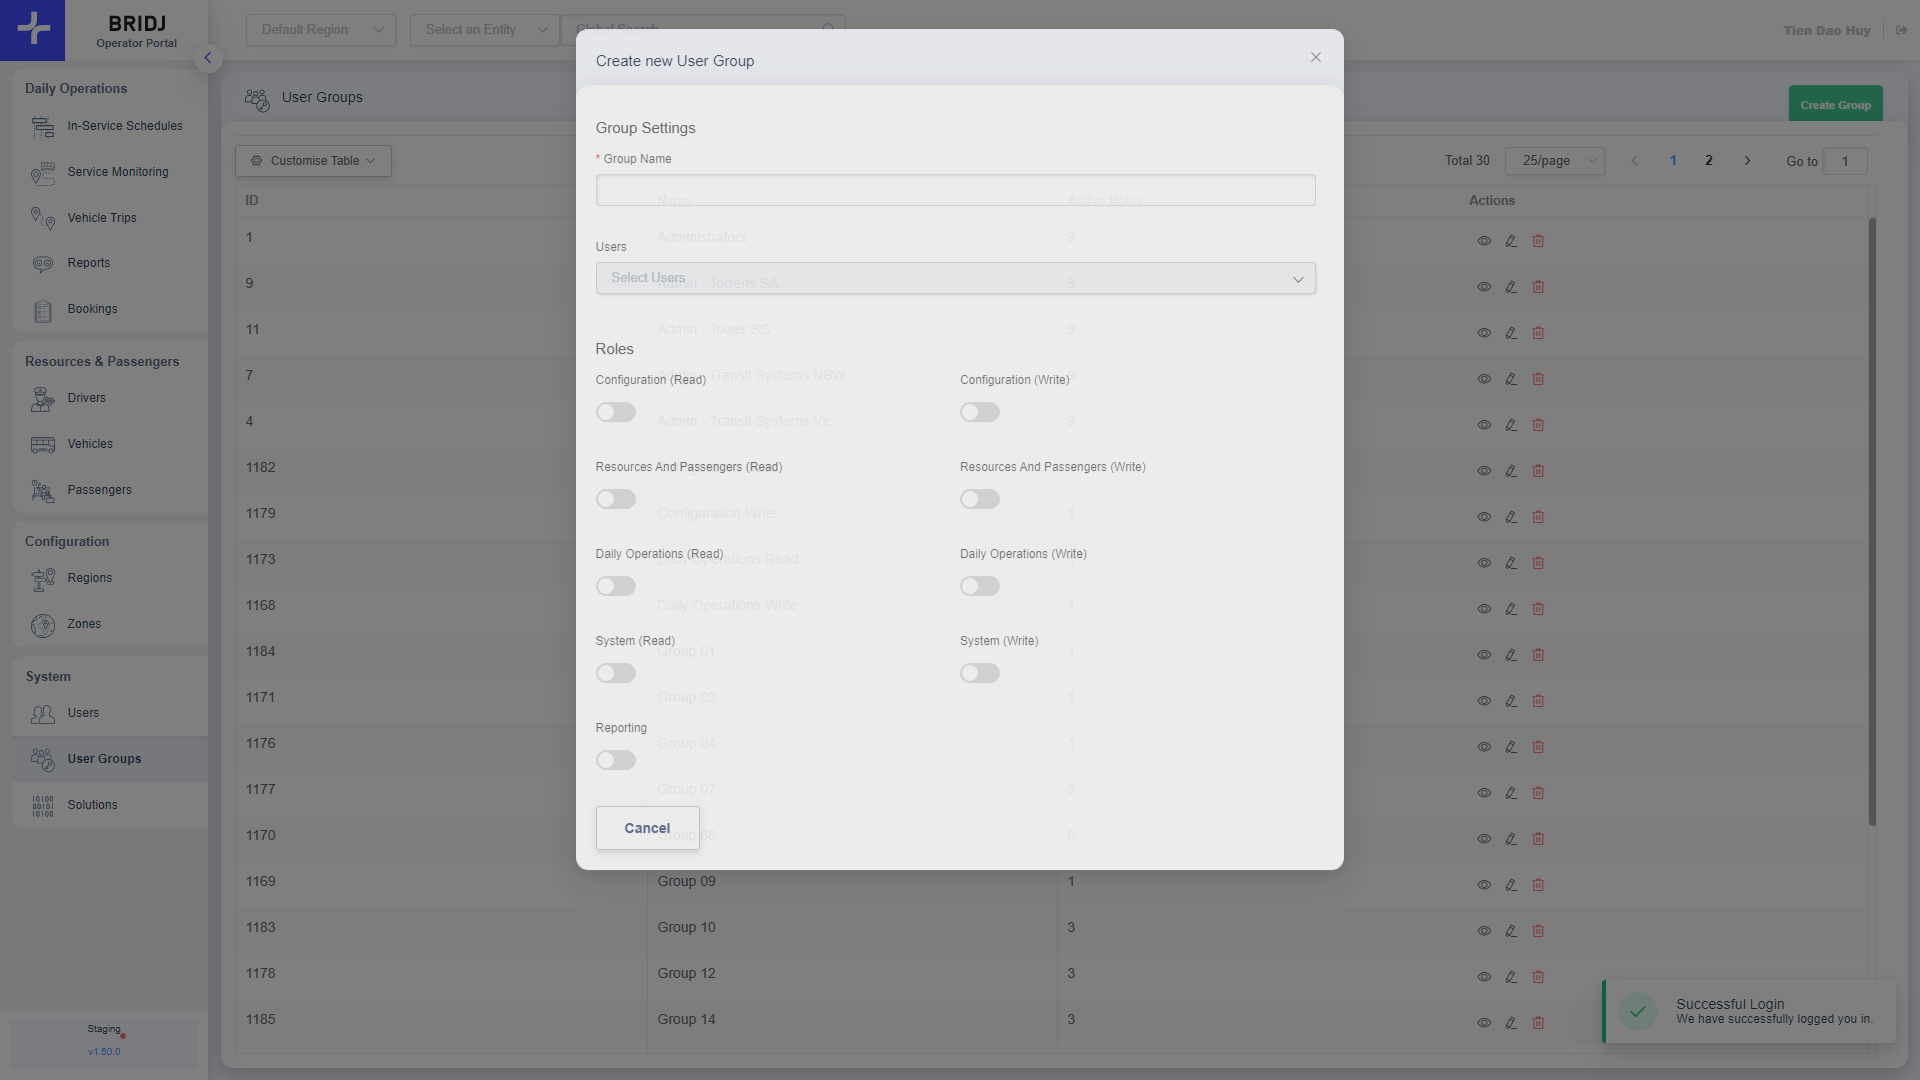 BRIDJ
Operator Portal
Default Region
Select an Entity
Global Search
Tien Dao Huy
Daily Operations
In-Service Schedules
Service Monitoring
Vehicle Trips
Reports
Bookings
Resources & Passengers
Drivers
Vehicles
Passengers
Configuration
Regions
Zones
System
Users
User Groups
Solutions
Staging
v1.50.0
User Groups
Create Group
Customise Table
Total 30
25/page
1
2
Go to
1
ID
Name
Active Roles
Actions
1
Administrators
9
9
Admin - Torrens SA
9
11
Admin - Tower SG
9
7
Admin - Transit Systems NSW
4
Admin - Transit Systems Vic
9
1182
1179
Configuration Write
1
1173
Daily Operations Read
1168
Daily Operations Write
1
1184
Group 01
1
1171
Group 03
1
1176
Group 04
1
1177
Group 07
3
1170
Group 08
0
1169
Group 09
1
1183
Group 10
3
1178
Group 12
3
1185
Group 14
3
Create new User Group
Group Settings
* Group Name
Users
Select Users
Roles
Configuration (Read)
Configuration (Write)
Resources And Passengers (Read)
Resources And Passengers (Write)
Daily Operations (Read)
Daily Operations (Write)
System (Read)
System (Write)
Reporting
Cancel
Successful Login
We have successfully logged you in.